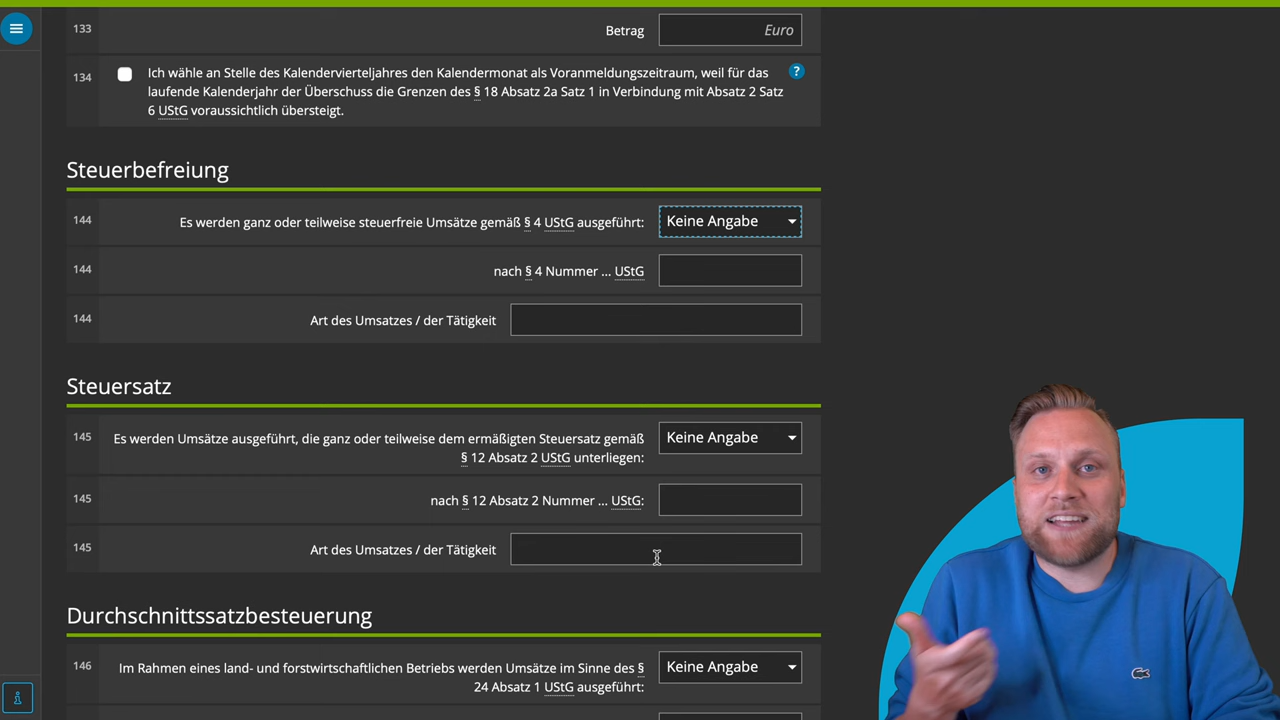 133
Betrag
Euro
134
Ich wähle an Stelle des Kalendervierteljahres den Kalendermonat als Voranmeldungszeitraum, weil für das
laufende Kalenderjahr der Überschuss die Grenzen des § 18 Absatz 2a Satz 1 in Verbindung mit Absatz 2 Satz
6 UStG voraussichtlich übersteigt.
?
Steuerbefreiung
144
Es werden ganz oder teilweise steuerfreie Umsätze gemäß § 4 UStG ausgeführt:
Keine Angabe
144
nach § 4 Nummer ... UStG
144
Art des Umsatzes / der Tätigkeit
Steuersatz
145
Es werden Umsätze ausgeführt, die ganz oder teilweise dem ermäßigten Steuersatz gemäß
§ 12 Absatz 2 UStG unterliegen:
Keine Angabe
145
nach § 12 Absatz 2 Nummer ... UStG:
145
Art des Umsatzes / der Tätigkeit
Durchschnittssatzbesteuerung
146
Im Rahmen eines land- und forstwirtschaftlichen Betriebs werden Umsätze im Sinne des §
24 Absatz 1 UStG ausgeführt:
Keine Angabe
i